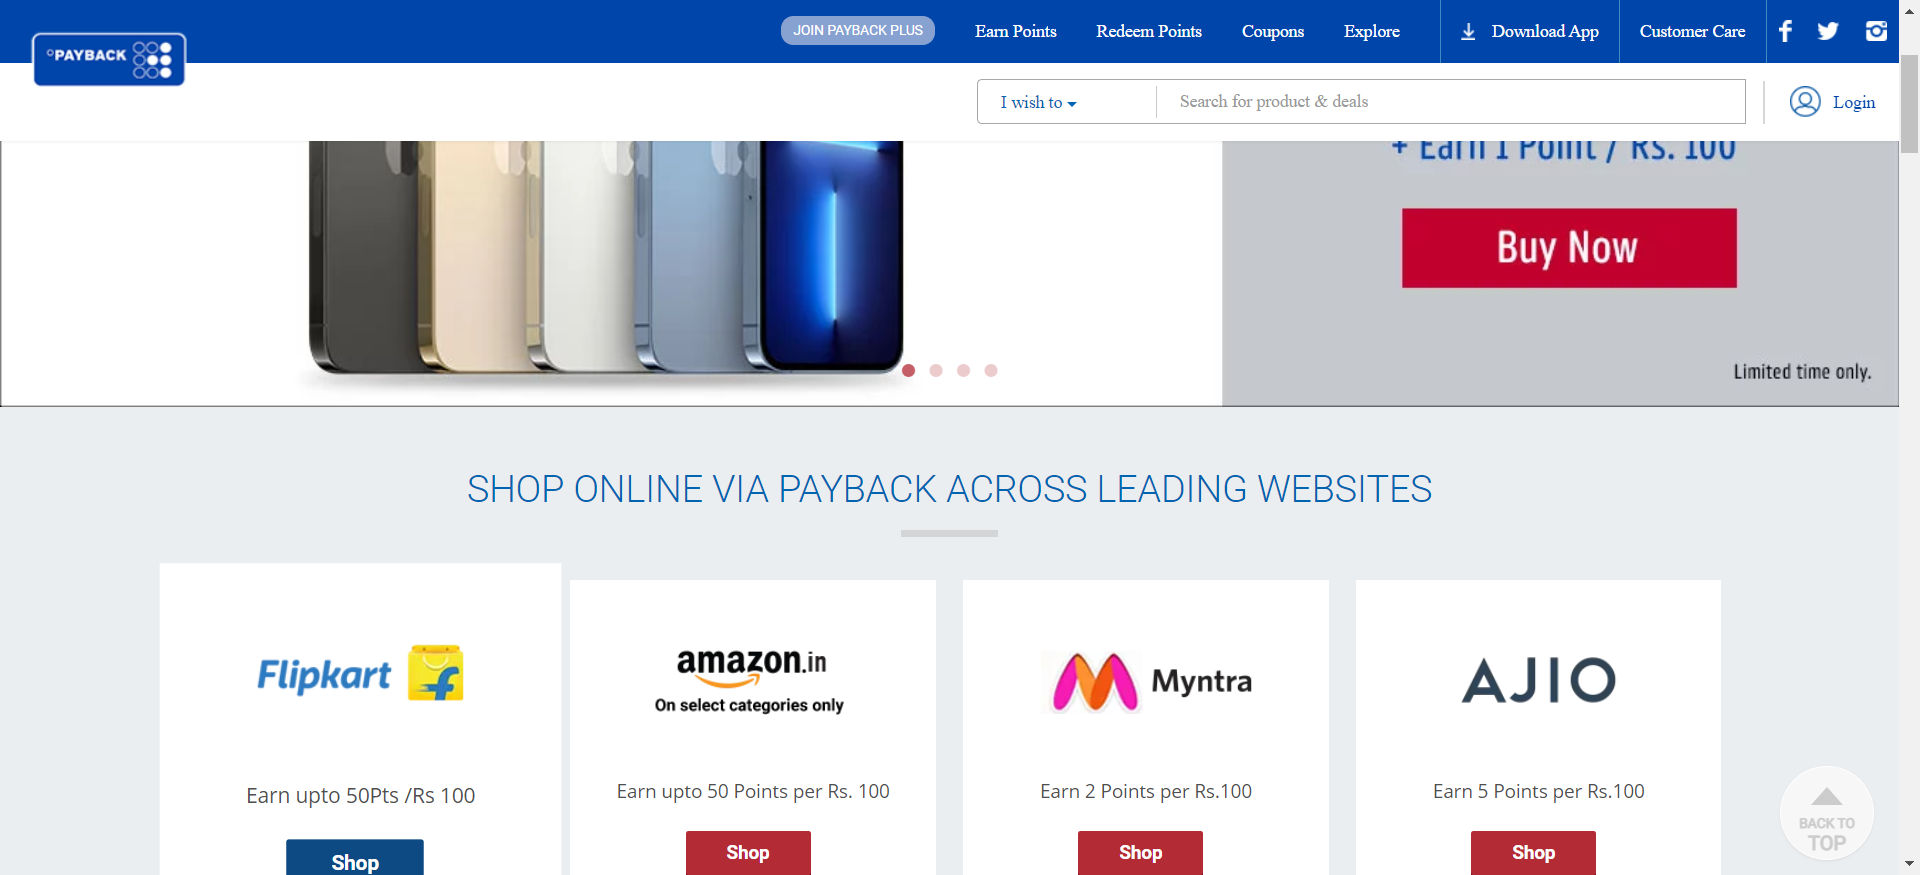 JOIN PAYBACK PLUS
Earn Points
Redeem Points
Coupons
Explore
Download App
Customer Care
PAYBACK
I wish to
Search for product & deals
Login
+ Earn 1 Point / Rs. 100
Buy Now
Limited time only.
SHOP ONLINE VIA PAYBACK ACROSS LEADING WEBSITES
Flipkart
Earn upto 50Pts /Rs 100
Shop
amazon.in
On select categories only
Earn upto 50 Points per Rs. 100
Shop
Myntra
Earn 2 Points per Rs.100
Shop
AJIO
Earn 5 Points per Rs.100
Shop
BACK TO
TOP